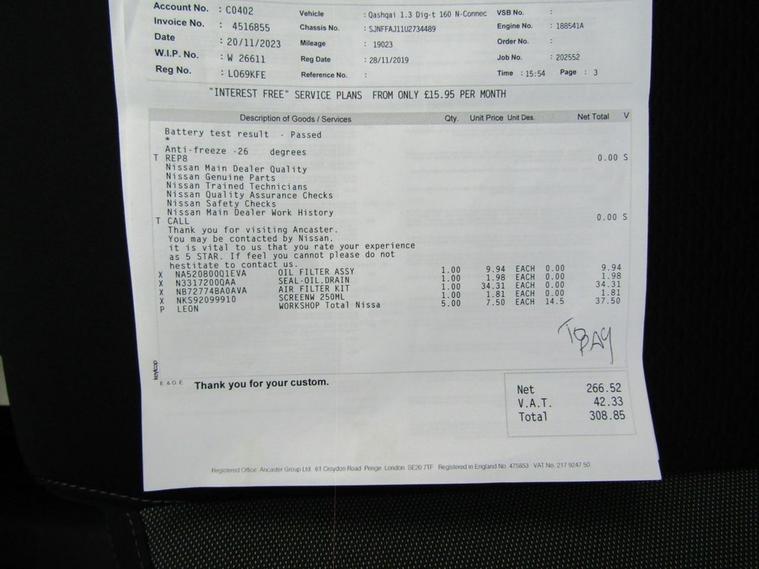 Account No. : C0402 Vehicle : Qashqai 1.3 Dig-t 160 N-Connec VSB No. :
Invoice No. : 4516855 Chassis No. : SJNFFAJ11U2734489 Engine No. : 188541A
Date : 20/11/2023 Mileage : 19023 Order No. :
W.I.P. No. : W 26611 Reg Date : 28/11/2019 Job No. : 202552
Reg No. : LO69KFE Reference No. : Time : 15:54 Page : 3
"INTEREST FREE" SERVICE PLANS FROM ONLY £15.95 PER MONTH
Description of Goods / Services Qty. Unit Price Unit Des. Net Total V
Battery test result - Passed
*
Anti-freeze -26 degrees
T REP8 0.00 S
Nissan Main Dealer Quality
Nissan Genuine Parts
Nissan Trained Technicians
Nissan Quality Assurance Checks
Nissan Safety Checks
Nissan Main Dealer Work History
T CALL 0.00 S
Thank you for visiting Ancaster.
You may be contacted by Nissan.
it is vital to us that you rate your experience
as 5 STAR. If feel you cannot please do not
hestitate to contact us.
X NA520800Q1EVA OIL FILTER ASSY 1.00 9.94 EACH 0.00 9.94
X N3317200QAA SEAL-OIL.DRAIN 1.00 1.98 EACH 0.00 1.98
X NB72774BA0AVA AIR FILTER KIT 1.00 34.31 EACH 0.00 34.31
X NKS92099910 SCREENW 250ML 1.00 1.81 EACH 0.00 1.81
P LEON WORKSHOP Total Nissa 5.00 7.50 EACH 14.5 37.50
keyloop
E & O E Thank you for your custom.
Net 266.52
V.A.T. 42.33
Total 308.85
Registered Office: Ancaster Group Ltd. 61 Croydon Road Penge London SE20 7TF Registered in England No. 475853 VAT No. 217 9247 50